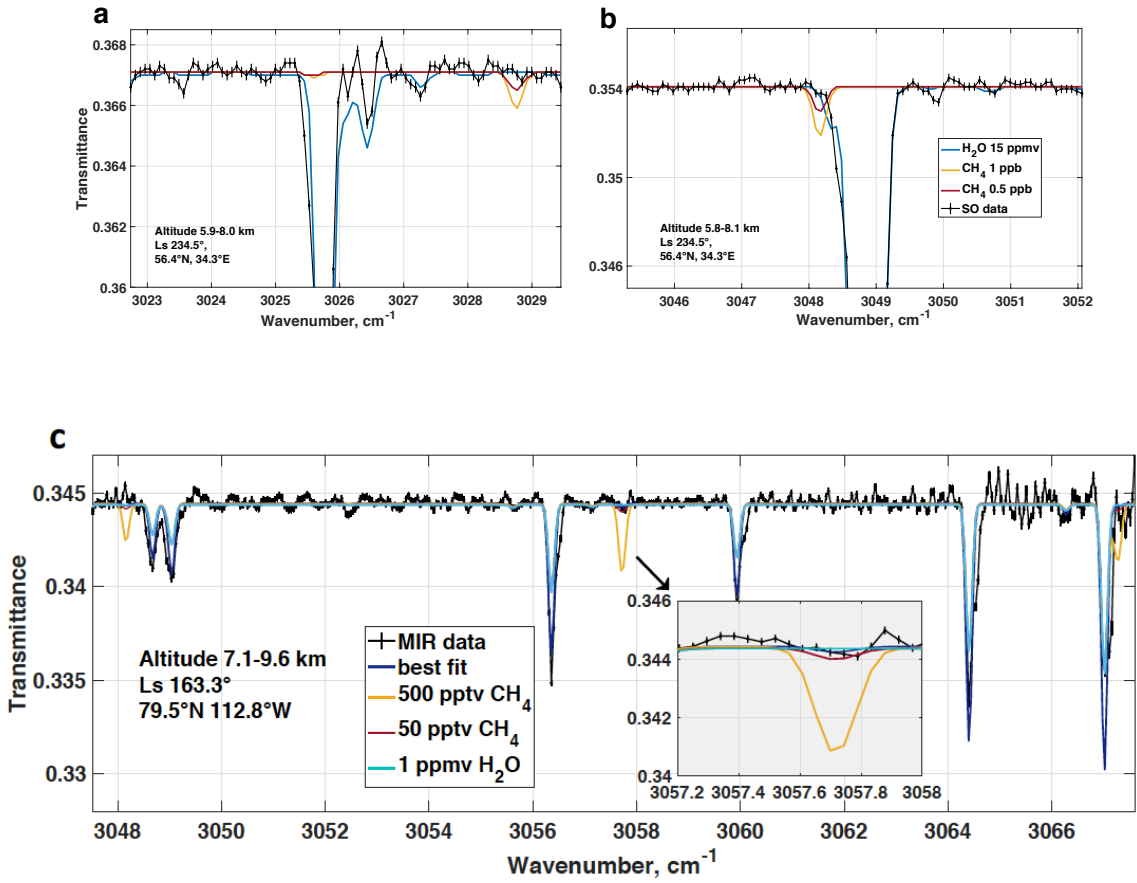 a
0.368
0.366
0.364
0.362
0.36
Transmittance
Altitude 5.9-8.0 km
Ls 234.5°,
56.4°N, 34.3°E
3023 3024 3025 3026 3027 3028 3029
Wavenumber, cm⁻¹
b
0.354
0.35
0.346
H₂O 15 ppmv
CH₄ 1 ppb
CH₄ 0.5 ppb
SO data
Altitude 5.8-8.1 km
Ls 234.5°,
56.4°N, 34.3°E
3046 3047 3048 3049 3050 3051 3052
Wavenumber, cm⁻¹
c
0.345
0.34
0.335
0.33
Transmittance
Altitude 7.1-9.6 km
Ls 163.3°
79.5°N 112.8°W
MIR data
best fit
500 pptv CH₄
50 pptv CH₄
1 ppmv H₂O
0.346
0.344
0.342
0.34
3057.2 3057.4 3057.6 3057.8 3058
3048 3050 3052 3054 3056 3058 3060 3062 3064 3066
Wavenumber, cm⁻¹